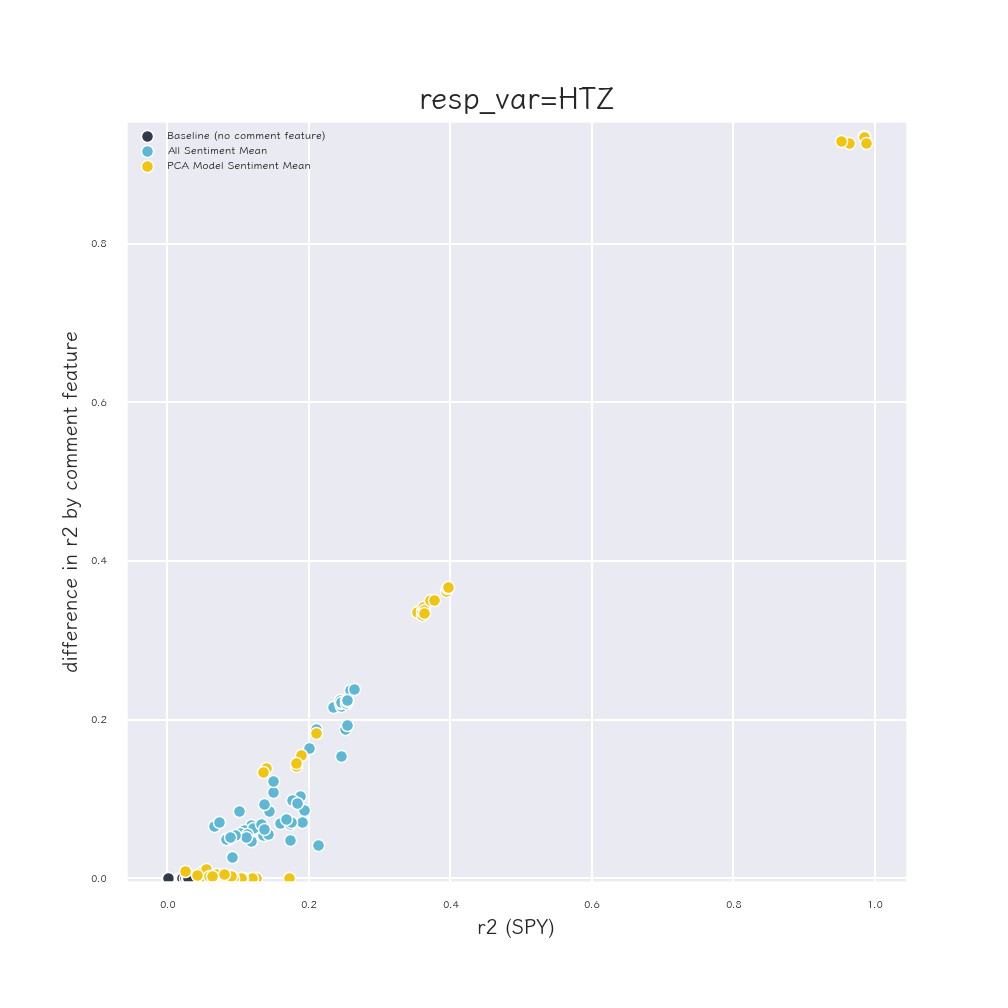 resp_var=HTZ
Baseline (no comment feature)
All Sentiment Mean
PCA Model Sentiment Mean
difference in r2 by comment feature
0.8
0.6
0.4
0.2
0.0
0.0 0.2 0.4 0.6 0.8 1.0
r2 (SPY)